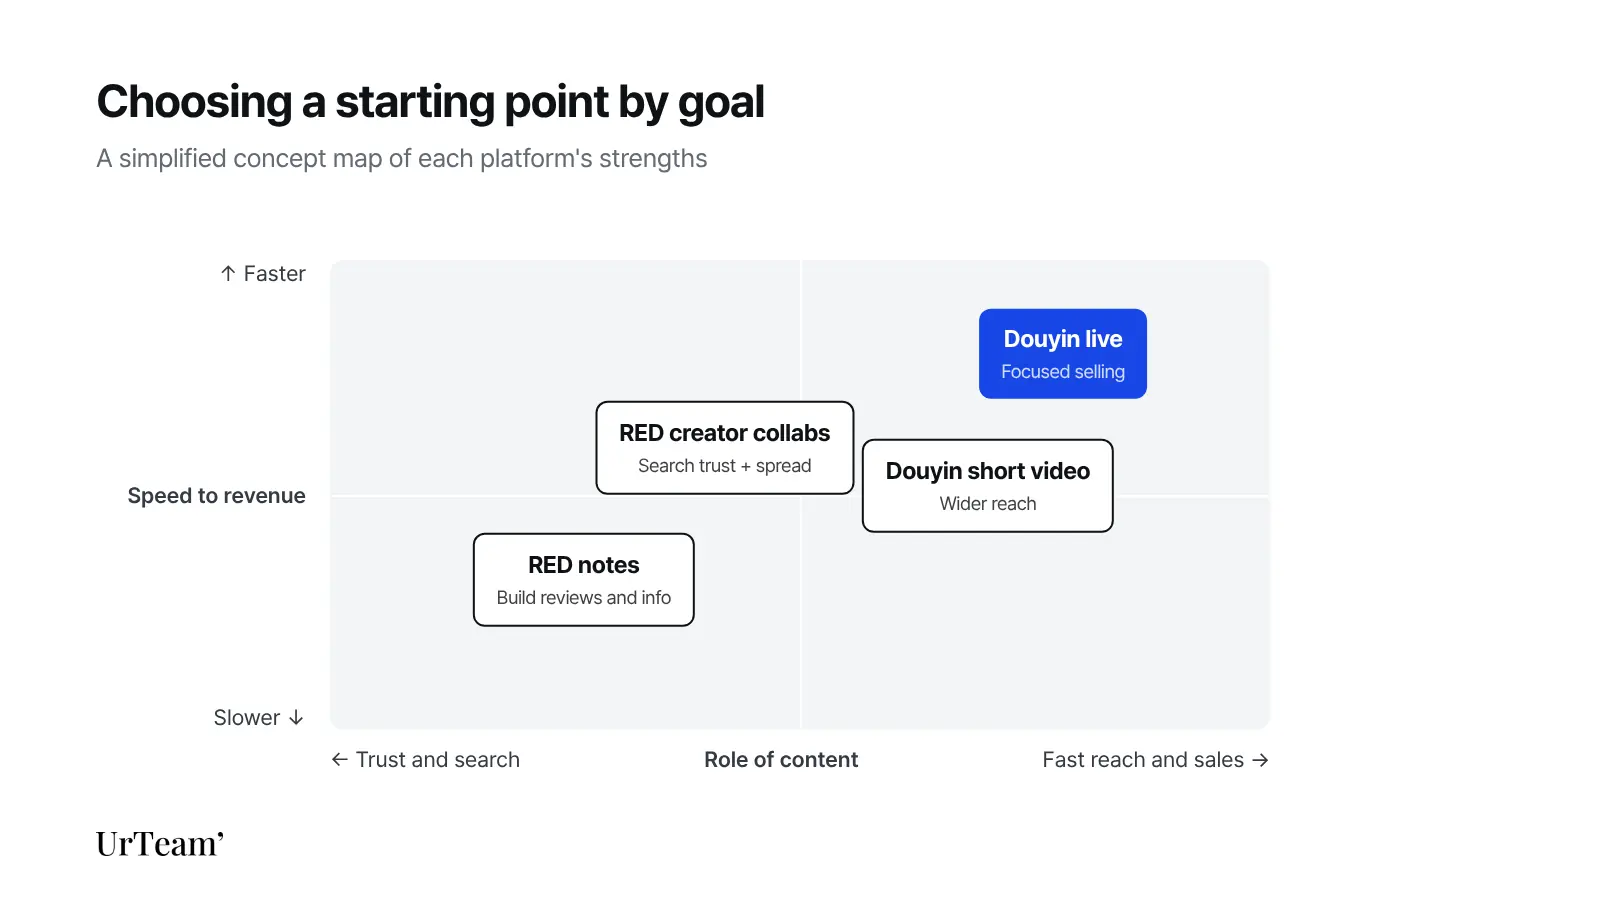 Choosing a starting point by goal
A simplified concept map of each platform's strengths
↑ Faster
Douyin live
Focused selling
RED creator collabs
Search trust + spread
Douyin short video
Wider reach
Speed to revenue
RED notes
Build reviews and info
Slower ↓
← Trust and search
Role of content
Fast reach and sales →
UrTeam’